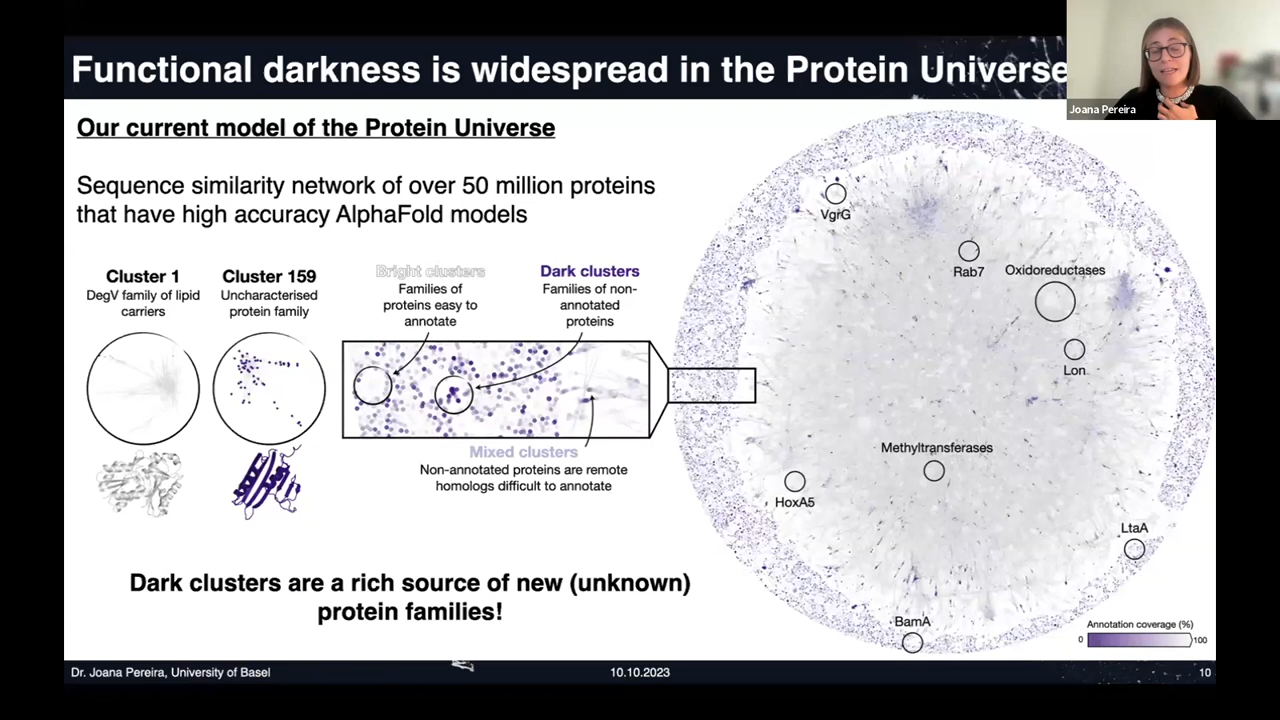 Functional darkness is widespread in the Protein Universe
Joana Pereira
Our current model of the Protein Universe
Sequence similarity network of over 50 million proteins
that have high accuracy AlphaFold models
Cluster 1
DegV family of lipid
carriers
Cluster 159
Uncharacterised
protein family
Bright clusters
Families of
proteins easy to
annotate
Dark clusters
Families of non-
annotated
proteins
Mixed clusters
Non-annotated proteins are remote
homologs difficult to annotate
Dark clusters are a rich source of new (unknown)
protein families!
VgrG
Rab7
Oxidoreductases
Lon
Methyltransferases
HoxA5
LtaA
BamA
Annotation coverage (%)
0
100
Dr. Joana Pereira, University of Basel
10.10.2023
10